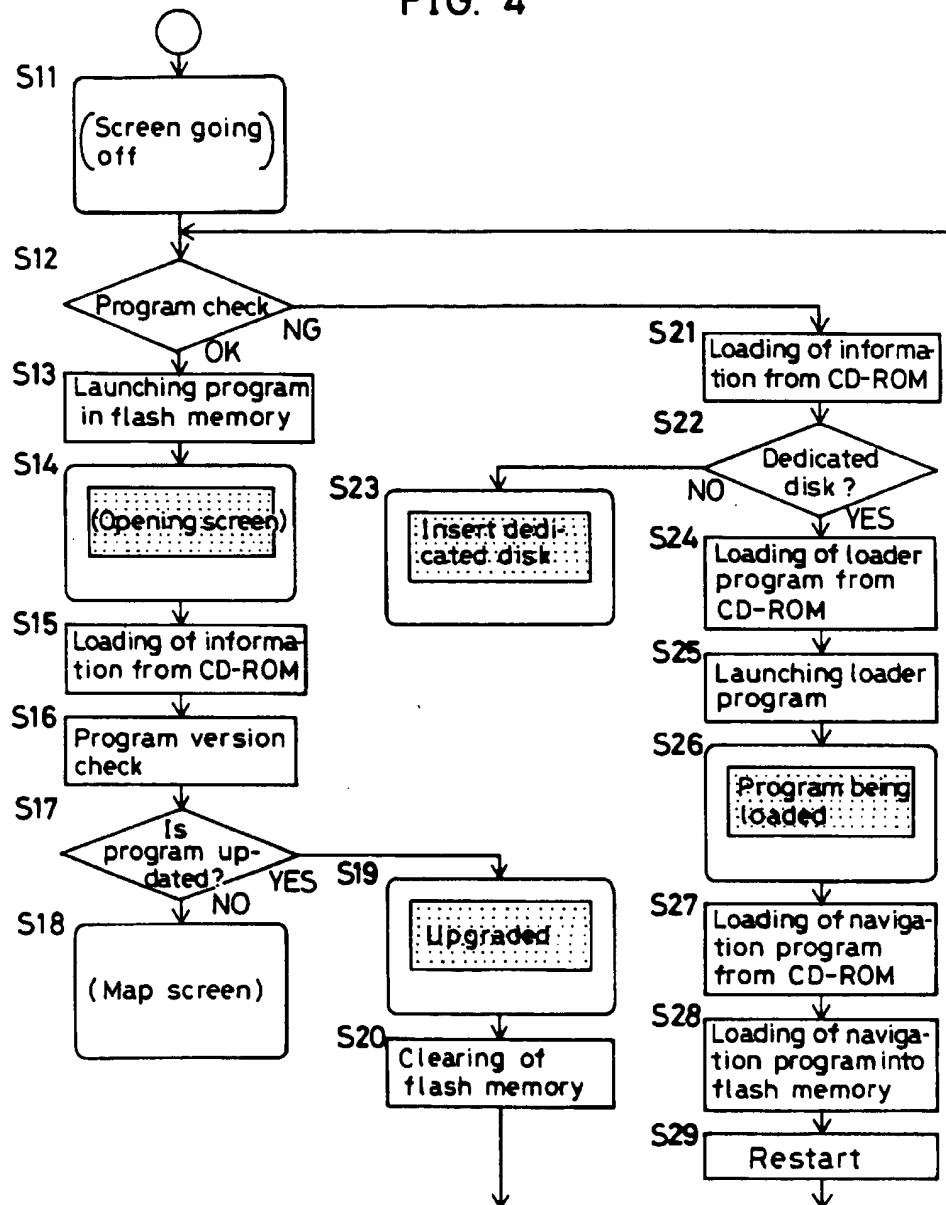 FIG. 4
S11
(Screen going
off)
S12
Program check
NG
OK
S13
Launching program
in flash memory
S14
(Opening screen)
S15
Loading of informa-
tion from CD-ROM
S16
Program version
check
S17
Is
program up-
dated?
YES
NO
S18
(Map screen)
S19
Upgraded
S20
Clearing of
flash memory
S21
Loading of informa-
tion from CD-ROM
S22
Dedicated
disk?
NO
YES
S23
Insert dedi-
cated disk
S24
Loading of loader
program from
CD-ROM
S25
Launching loader
program
S26
Program being
loaded
S27
Loading of naviga-
tion program
from CD-ROM
S28
Loading of naviga-
tion program into
flash memory
S29
Restart